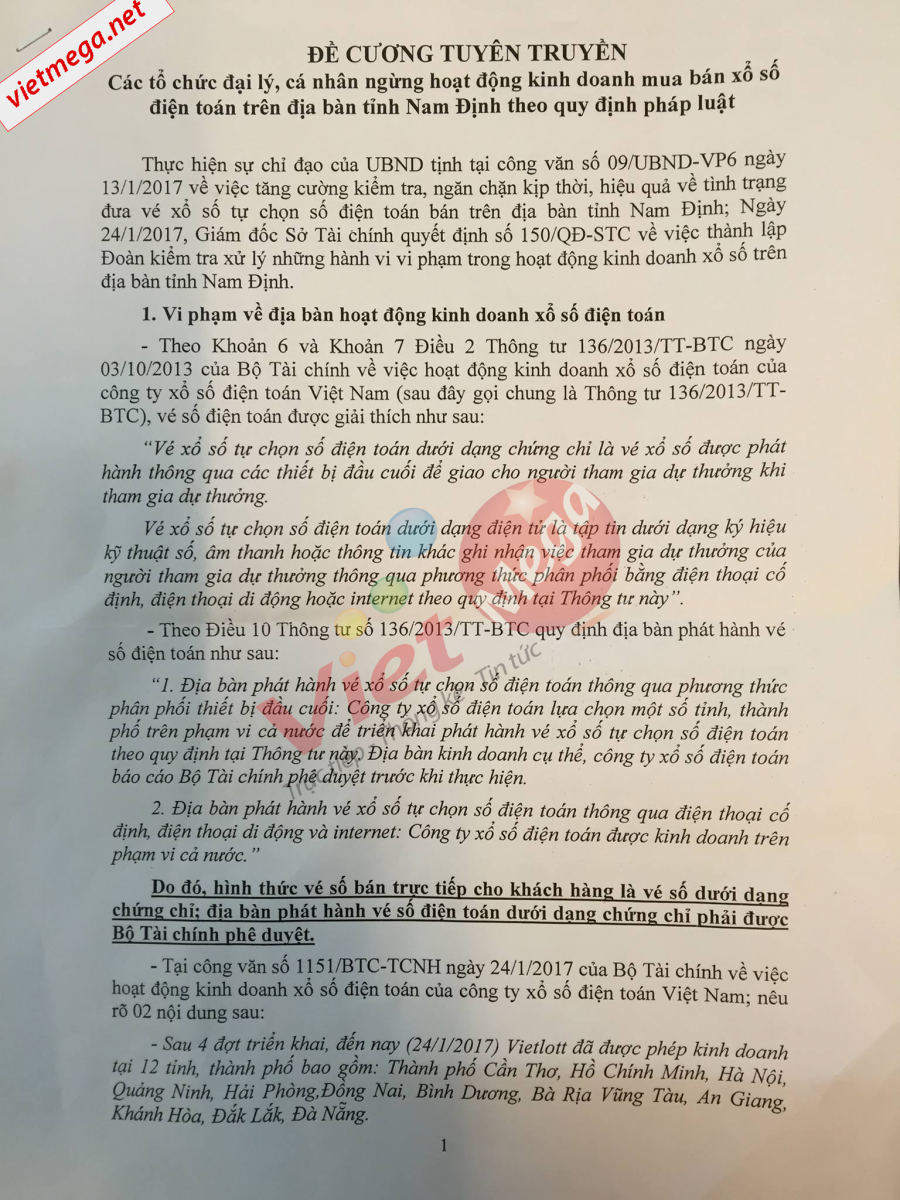 vietmega.net
ĐỀ CƯƠNG TUYÊN TRUYỀN
Các tổ chức đại lý, cá nhân ngừng hoạt động kinh doanh mua bán xổ số
điện toán trên địa bàn tỉnh Nam Định theo quy định pháp luật
Thực hiện sự chỉ đạo của UBND tịnh tại công văn số 09/UBND-VP6 ngày
13/1/2017 về việc tăng cường kiểm tra, ngăn chặn kịp thời, hiệu quả về tình trạng
đưa vé xổ số tự chọn số điện toán bán trên địa bàn tỉnh Nam Định; Ngày
24/1/2017, Giám đốc Sở Tài chính quyết định số 150/QĐ-STC về việc thành lập
Đoàn kiểm tra xử lý những hành vi vi phạm trong hoạt động kinh doanh xổ số trên
địa bàn tỉnh Nam Định.
1. Vi phạm về địa bàn hoạt động kinh doanh xổ số điện toán
- Theo Khoản 6 và Khoản 7 Điều 2 Thông tư 136/2013/TT-BTC ngày
03/10/2013 của Bộ Tài chính về việc hoạt động kinh doanh xổ số điện toán của
công ty xổ số điện toán Việt Nam (sau đây gọi chung là Thông tư 136/2013/TT-
BTC), vé số điện toán được giải thích như sau:
“Vé xổ số tự chọn số điện toán dưới dạng chứng chỉ là vé xổ số được phát
hành thông qua các thiết bị đầu cuối để giao cho người tham gia dự thưởng khi
tham gia dự thưởng.
Vé xổ số tự chọn số điện toán dưới dạng điện tử là tập tin dưới dạng ký hiệu
kỹ thuật số, âm thanh hoặc thông tin khác ghi nhận việc tham gia dự thưởng của
người tham gia dự thưởng thông qua phương thức phân phối bằng điện thoại cố
định, điện thoại di động hoặc internet theo quy định tại Thông tư này”.
- Theo Điều 10 Thông tư số 136/2013/TT-BTC quy định địa bàn phát hành vé
số điện toán như sau:
“1. Địa bàn phát hành vé xổ số tự chọn số điện toán thông qua phương thức
phân phối thiết bị đầu cuối: Công ty xổ số điện toán lựa chọn một số tỉnh, thành
phố trên phạm vi cả nước để triển khai phát hành vé xổ số tự chọn số điện toán
theo quy định tại Thông tư này. Địa bàn kinh doanh cụ thể, công ty xổ số điện toán
báo cáo Bộ Tài chính phê duyệt trước khi thực hiện.
2. Địa bàn phát hành vé xổ số tự chọn số điện toán thông qua điện thoại cố
định, điện thoại di động và internet: Công ty xổ số điện toán được kinh doanh trên
phạm vi cả nước.”
Viet Mega
Trực tiếp - Thống kê - Tin tức
Do đó, hình thức vé số bán trực tiếp cho khách hàng là vé số dưới dạng
chứng chỉ; địa bàn phát hành vé số điện toán dưới dạng chứng chỉ phải được
Bộ Tài chính phê duyệt.
- Tại công văn số 1151/BTC-TCNH ngày 24/1/2017 của Bộ Tài chính về việc
hoạt động kinh doanh xổ số điện toán của công ty xổ số điện toán Việt Nam; nêu
rõ 02 nội dung sau:
- Sau 4 đợt triển khai, đến nay (24/1/2017) Vietlott đã được phép kinh doanh
tại 12 tỉnh, thành phố bao gồm: Thành phố Cần Thơ, Hồ Chính Minh, Hà Nội,
Quảng Ninh, Hải Phòng,Đồng Nai, Bình Dương, Bà Rịa Vũng Tàu, An Giang,
Khánh Hòa, Đắk Lắk, Đà Nẵng.
1